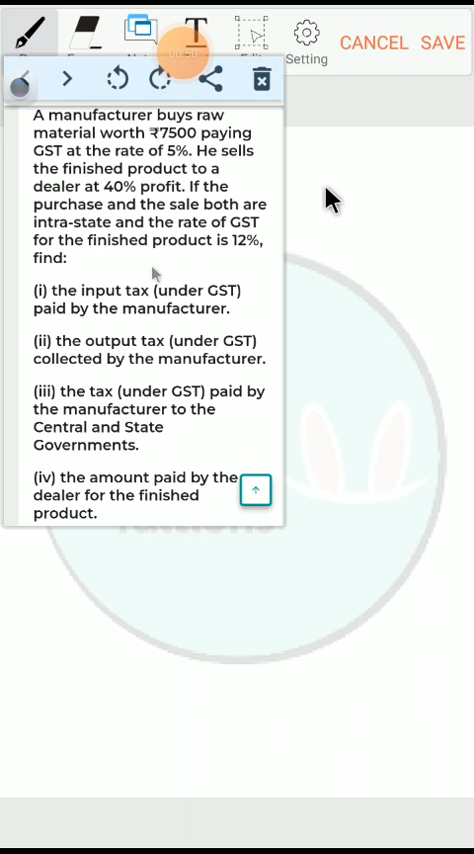 T
Setting
CANCEL SAVE
A manufacturer buys raw
material worth ₹7500 paying
GST at the rate of 5%. He sells
the finished product to a
dealer at 40% profit. If the
purchase and the sale both are
intra-state and the rate of GST
for the finished product is 12%,
find:
(i) the input tax (under GST)
paid by the manufacturer.
(ii) the output tax (under GST)
collected by the manufacturer.
(iii) the tax (under GST) paid by
the manufacturer to the
Central and State
Governments.
(iv) the amount paid by the
dealer for the finished
product.